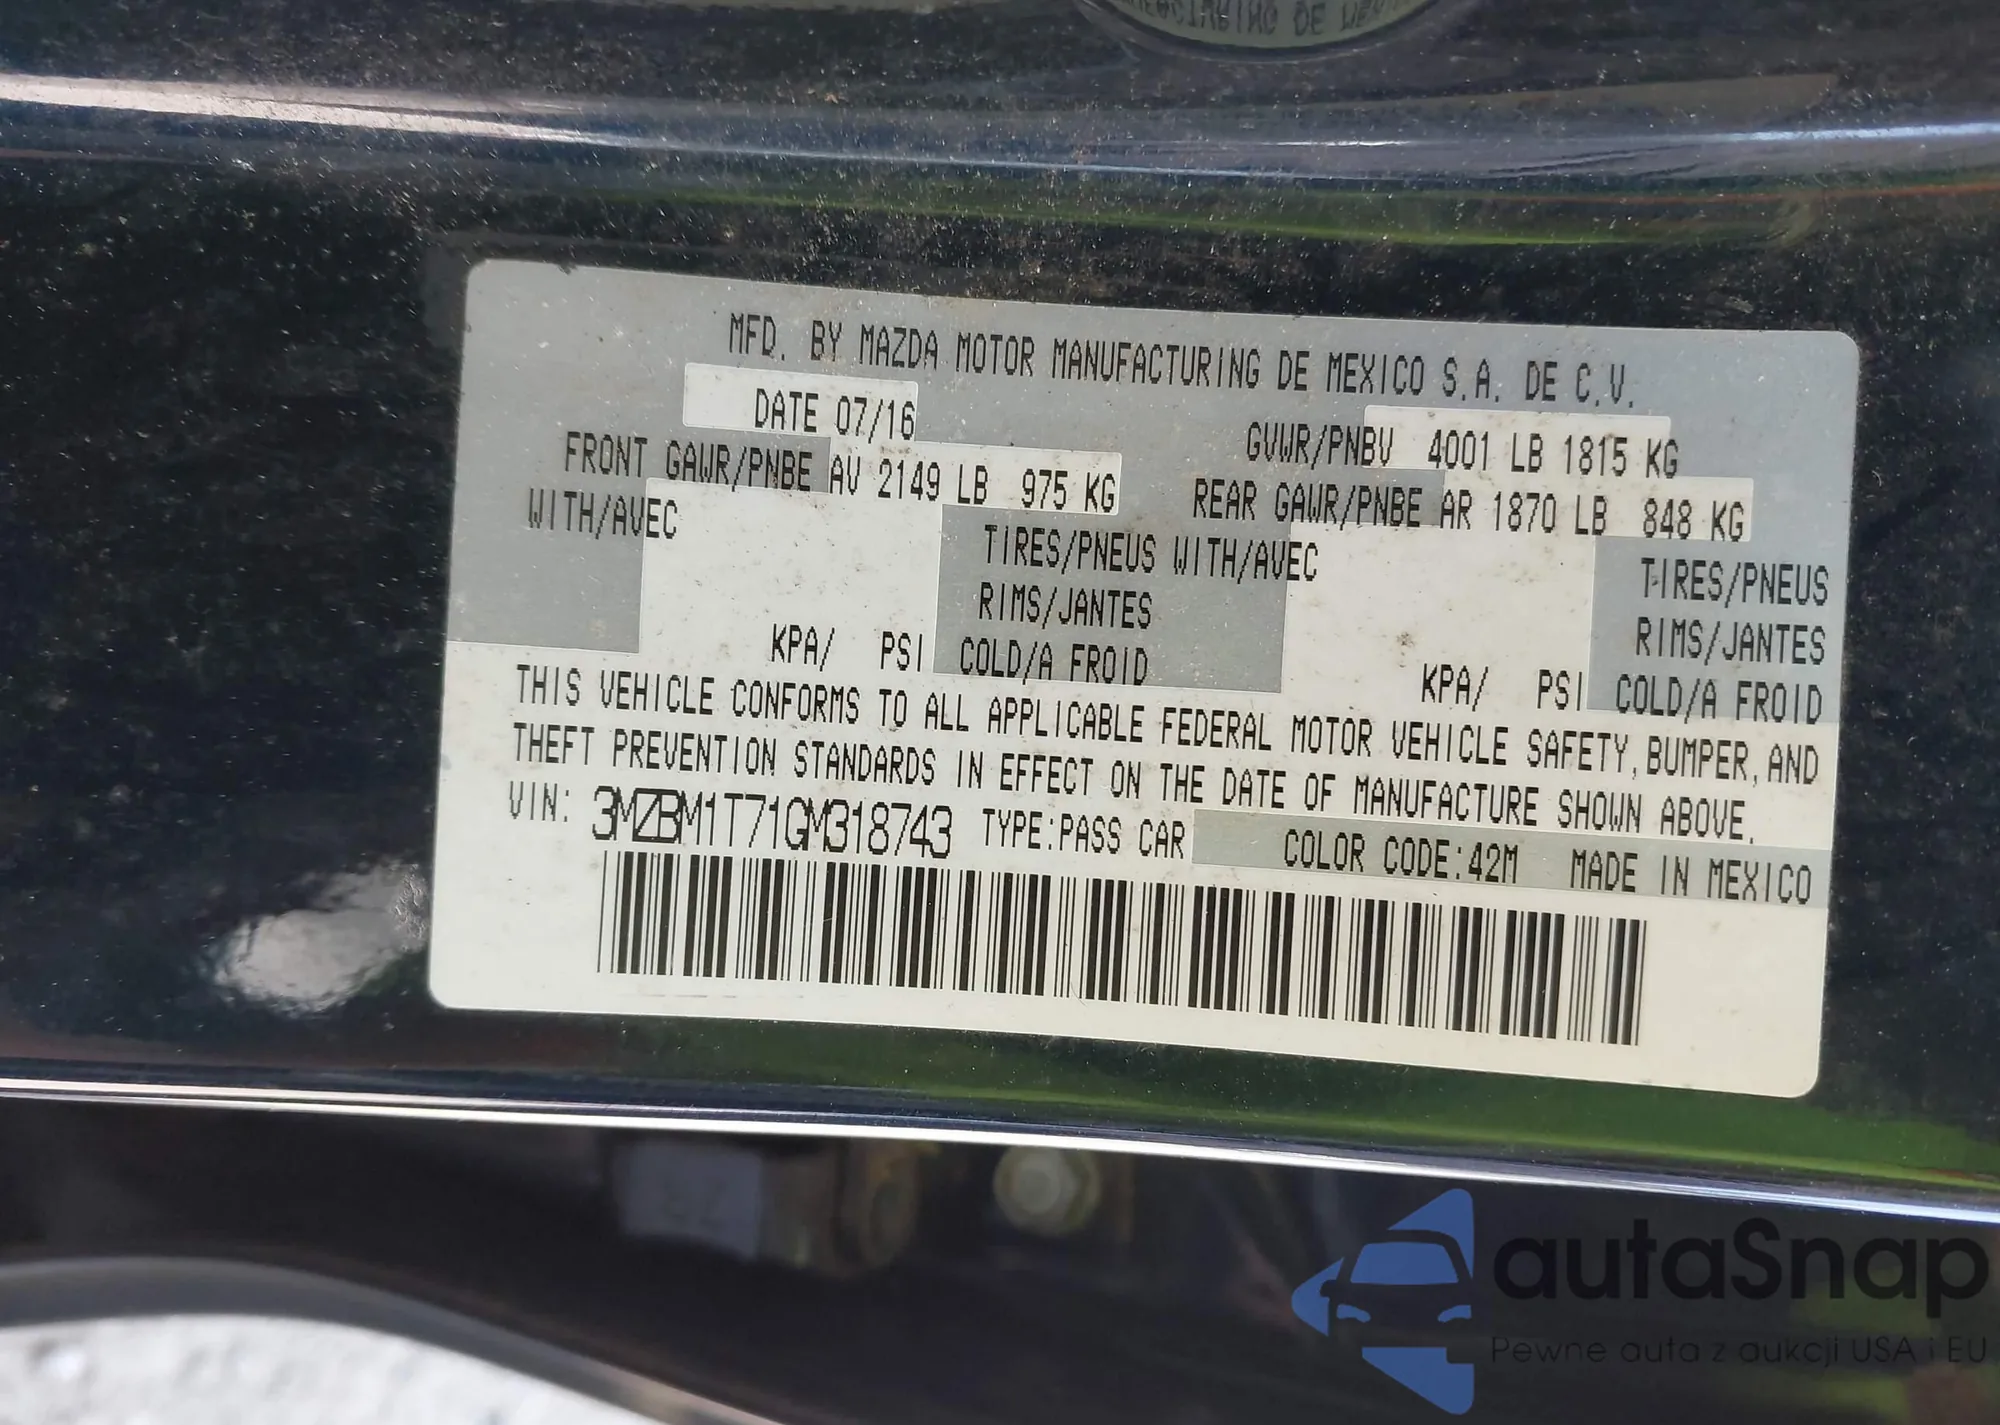 MFD. BY MAZDA MOTOR MANUFACTURING DE MEXICO S.A. DE C.V.
DATE 07/16 GVWR/PNBV 4001 LB 1815 KG
FRONT GAWR/PNBE AV 2149 LB 975 KG REAR GAWR/PNBE AR 1870 LB 848 KG
WITH/AVEC TIRES/PNEUS WITH/AVEC TIRES/PNEUS
RIMS/JANTES RIMS/JANTES
KPA/ PSI COLD/A FROID KPA/ PSI COLD/A FROID
THIS VEHICLE CONFORMS TO ALL APPLICABLE FEDERAL MOTOR VEHICLE SAFETY, BUMPER, AND
THEFT PREVENTION STANDARDS IN EFFECT ON THE DATE OF MANUFACTURE SHOWN ABOVE.
VIN: 3MZBM1T71GM318743 TYPE:PASS CAR COLOR CODE:42M MADE IN MEXICO
autaSnap
Pewne auta z aukcji USA i EU